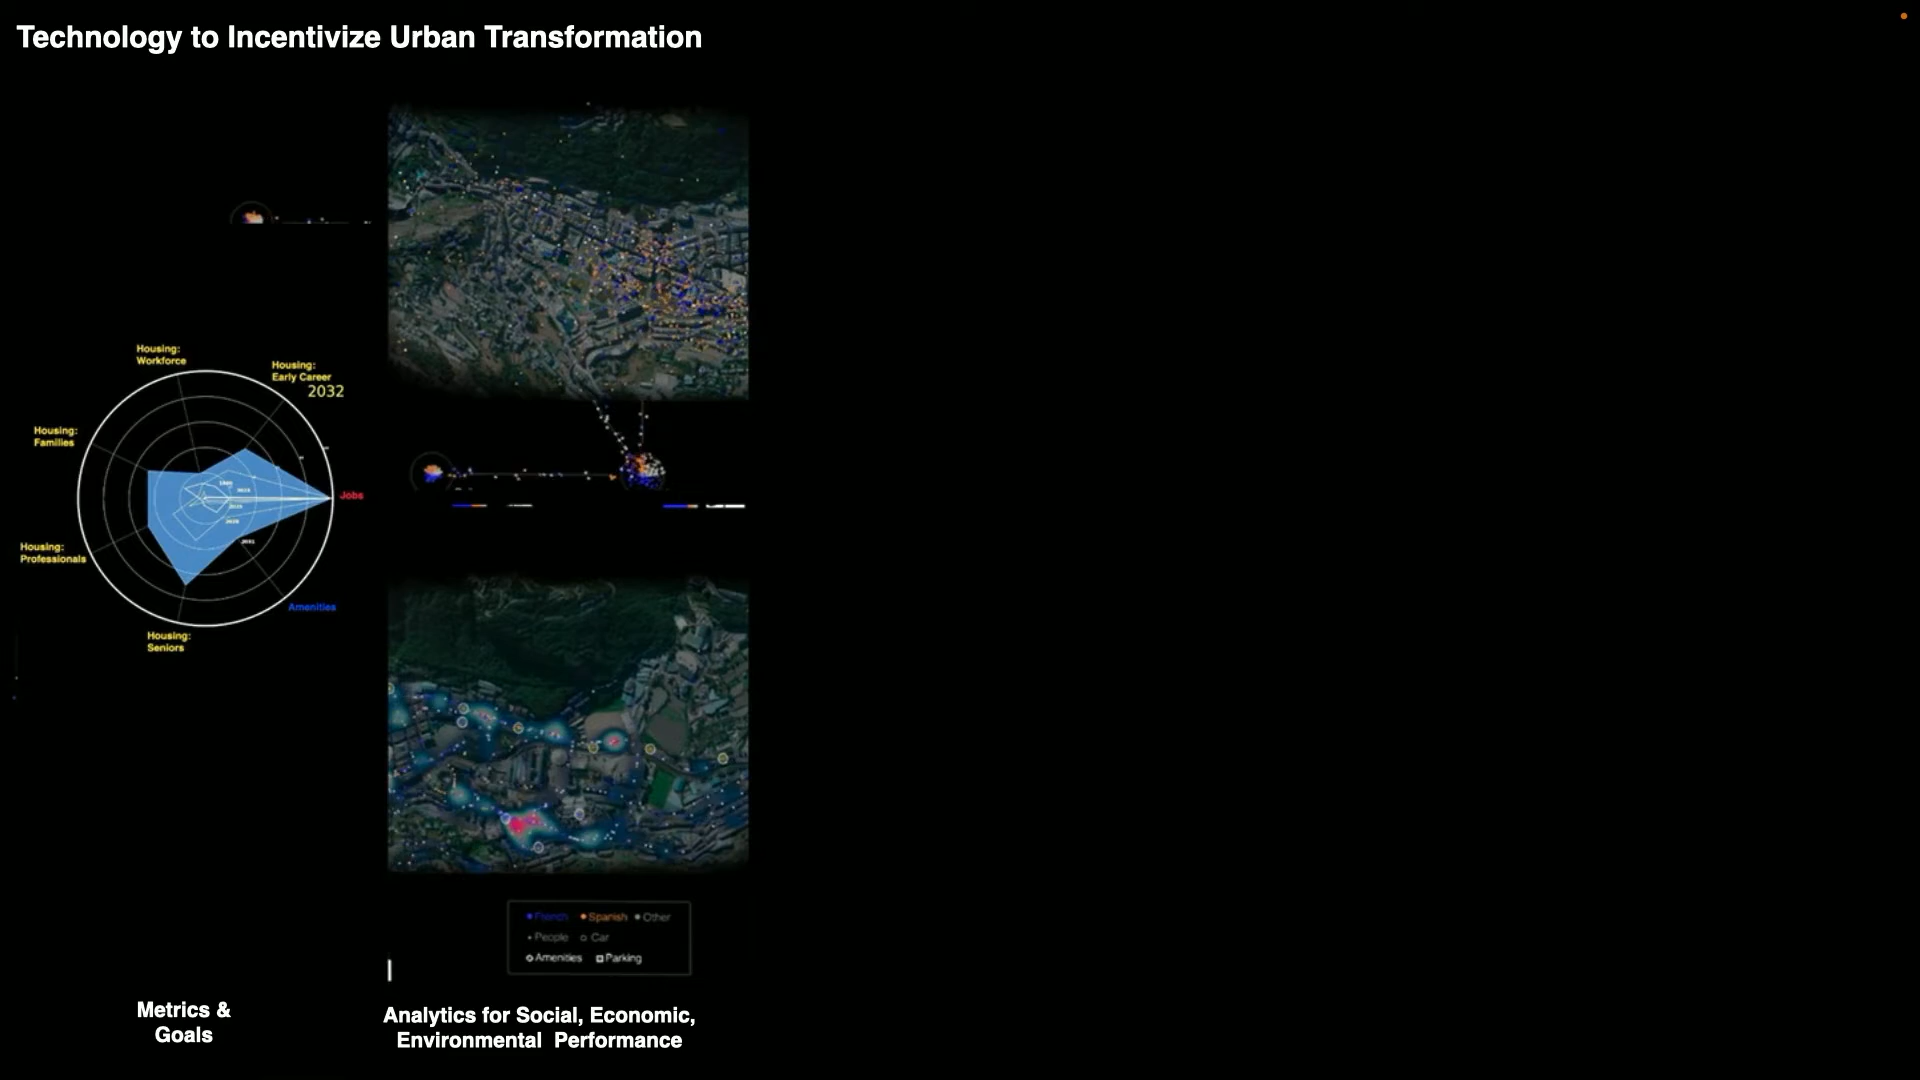 Technology to Incentivize Urban Transformation
Housing:
Workforce
Housing:
Early Career
2032
Housing:
Families
Jobs
Housing:
Professionals
Amenities
Housing:
Seniors
French Spanish Other
People Car
Amenities Parking
Metrics &
Goals
Analytics for Social, Economic,
Environmental Performance